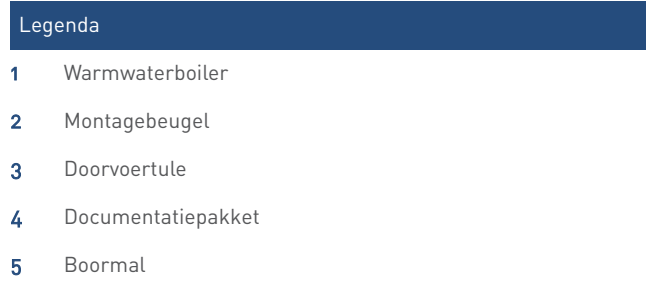 Legenda
1 Warmwaterboiler
2 Montagebeugel
3 Doorvoertule
4 Documentatiepakket
5 Boormal